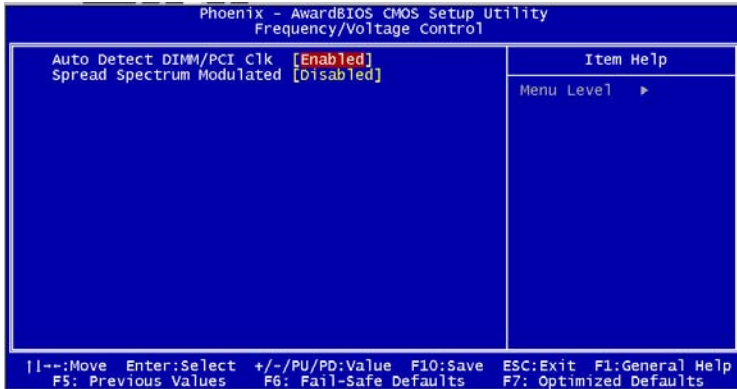 Phoenix - AwardBIOS CMOS Setup Utility
Frequency/Voltage Control
Auto Detect DIMM/PCI Clk [Enabled]
Spread Spectrum Modulated [Disabled]
Item Help
Menu Level ▶
↑↓→←:Move Enter:Select +/-/PU/PD:Value F10:Save ESC:Exit F1:General Help
F5: Previous Values F6: Fail-Safe Defaults F7: Optimized Defaults